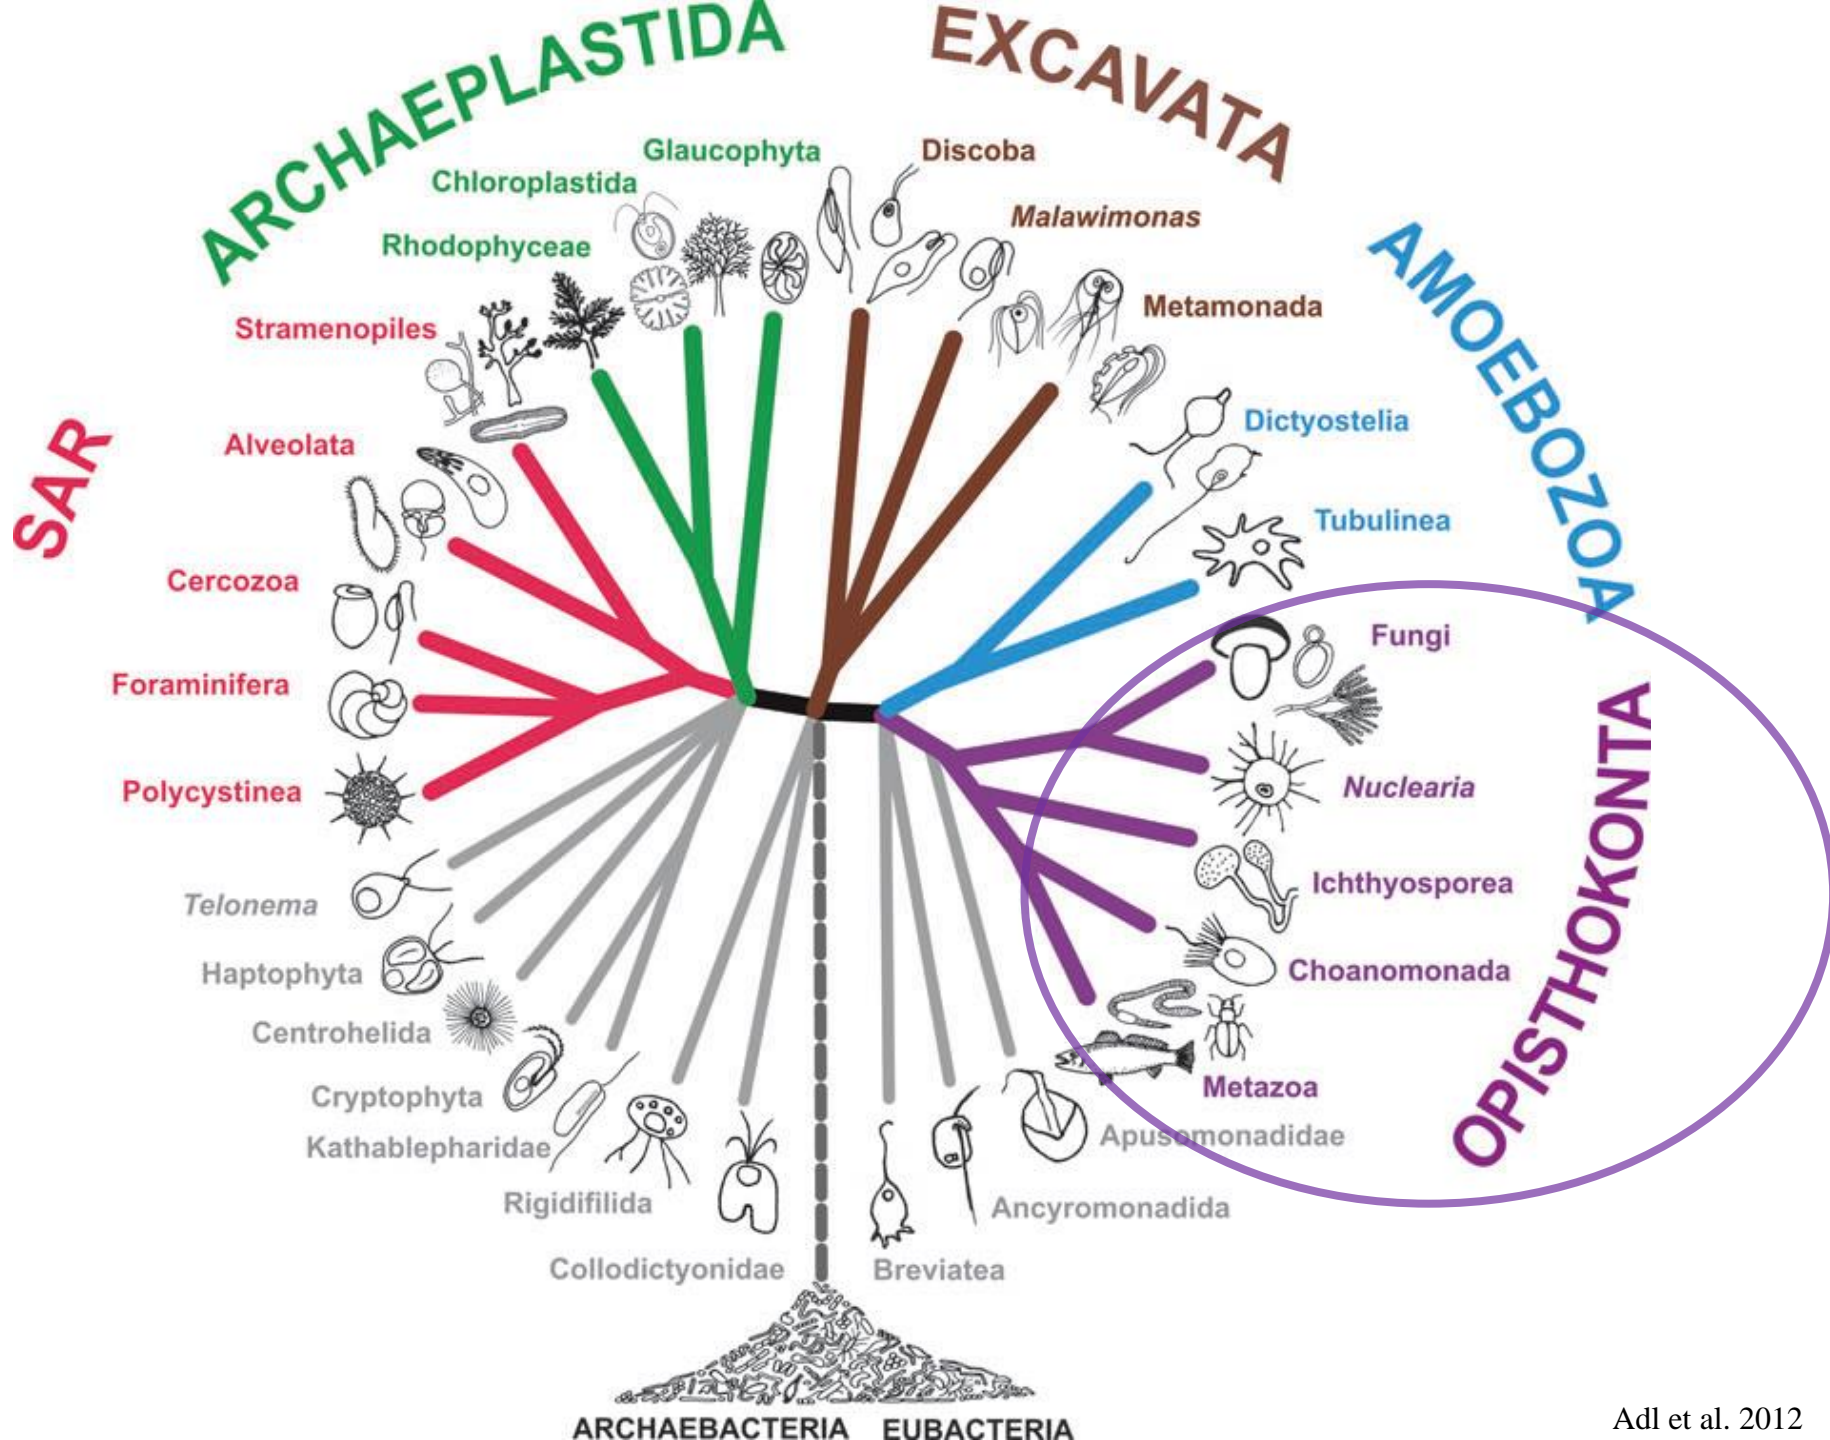 ARCHAEPLASTIDA
EXCAVATA
Glaucophyta
Discoba
Chloroplastida
Malawimonas
Rhodophyceae
Metamonada
AMOEBOZOA
Stramenopiles
SAR
Alveolata
Dictyostelia
Tubulinea
Cercozoa
Fungi
Foraminifera
OPISTHOKONTA
Polycystinea
Nuclearia
Ichthyosporea
Telonema
Haptophyta
Choanomonada
Centrohelida
Metazoa
Cryptophyta
Apusomonadidae
Kathablepharidae
Rigidifilida
Ancyromonadida
Collodictyonidae
Breviatea
ARCHAEBACTERIA EUBACTERIA
Adl et al. 2012